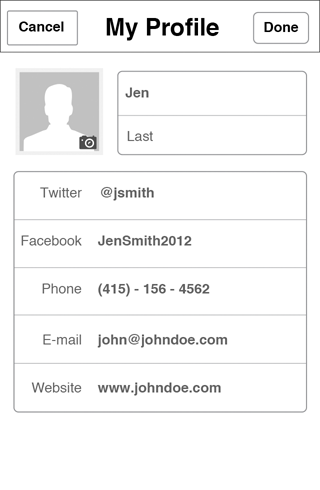 Cancel My Profile Done
Jen
Last
Twitter @jsmith
Facebook JenSmith2012
Phone (415) - 156 - 4562
E-mail john@johndoe.com
Website www.johndoe.com